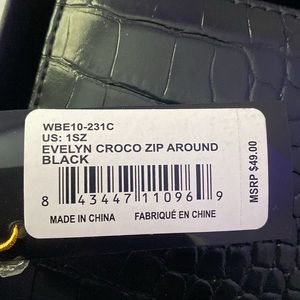 WBE10-231C
US: 1SZ
EVELYN CROCO ZIP AROUND
BLACK
8 43447 11096 9
MADE IN CHINA FABRIQUÉ EN CHINE
MSRP $49.00